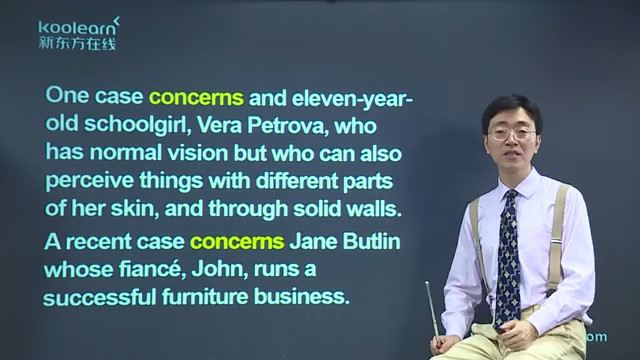 koolearn
新东方在线
One case concerns and eleven-year-
old schoolgirl, Vera Petrova, who
has normal vision but who can also
perceive things with different parts
of her skin, and through solid walls.
A recent case concerns Jane Butlin
whose fiancé, John, runs a
successful furniture business.
om